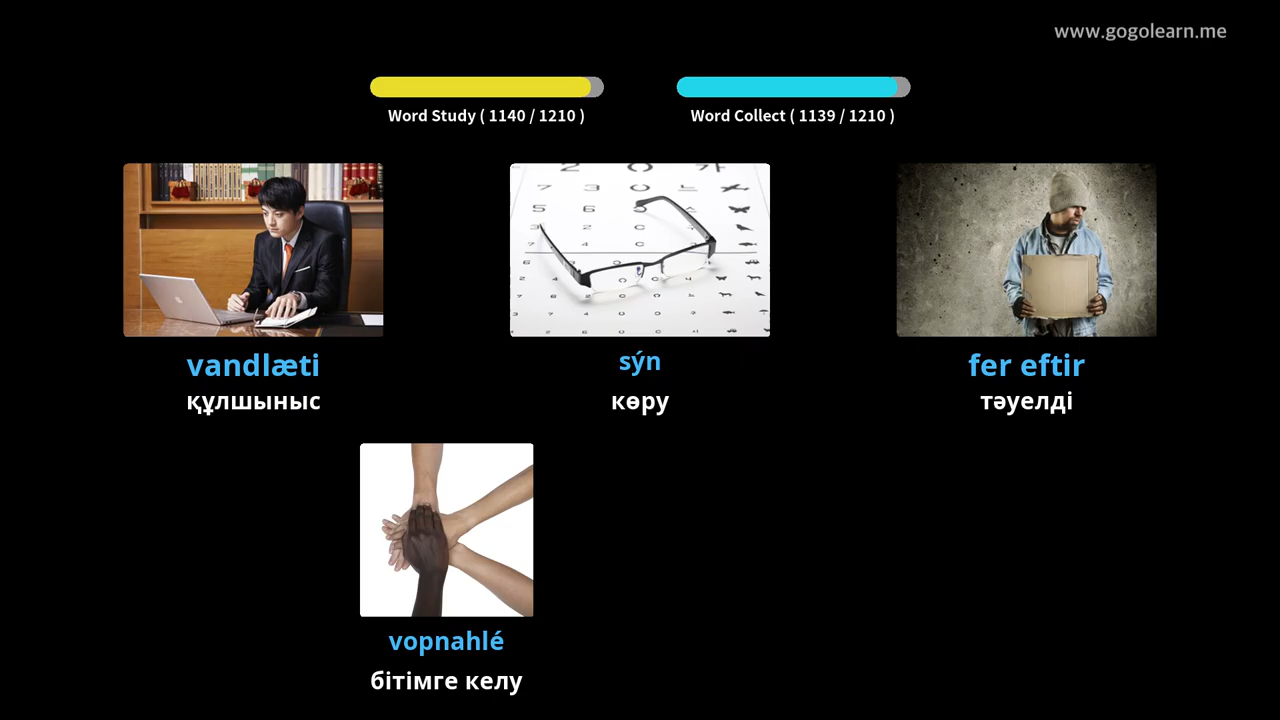 www.gogolearn.me
Word Study ( 1140 / 1210 )
Word Collect ( 1139 / 1210 )
vandlæti
құлшыныс
sýn
көру
fer eftir
тәуелді
vopnahlé
бітімге келу